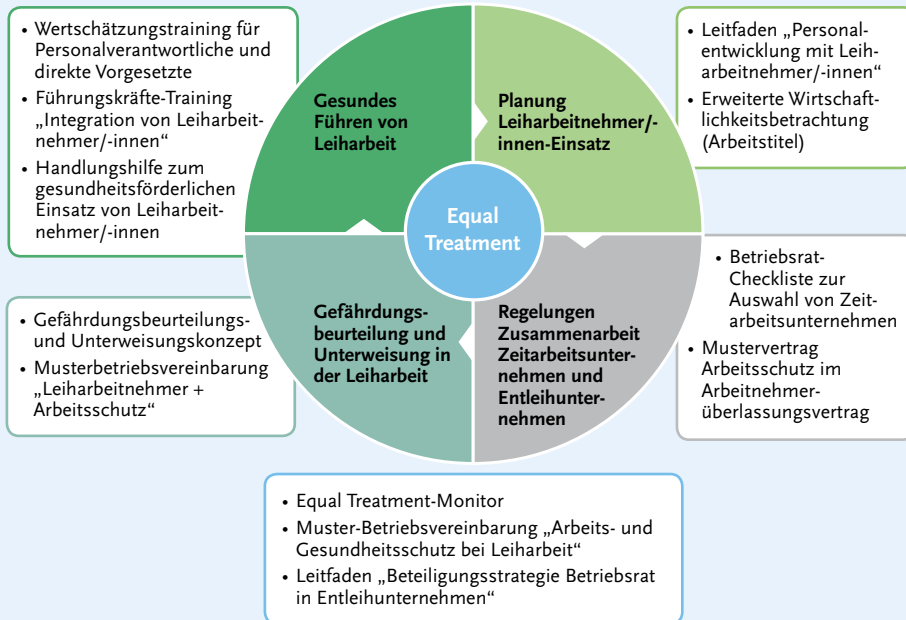 • Wertschätzungstraining für
Personalverantwortliche und
direkte Vorgesetzte
• Führungskräfte-Training
„Integration von Leiharbeit-
nehmer/-innen“
• Handlungshilfe zum
gesundheitsförderlichen
Einsatz von Leiharbeit-
nehmer/-innen
Gesundes
Führen von
Leiharbeit
Planung
Leiharbeitnehmer/-
innen-Einsatz
• Leitfaden „Personal-
entwicklung mit Leih-
arbeitnehmer/-innen“
• Erweiterte Wirtschaft-
lichkeitsbetrachtung
(Arbeitstitel)
Equal
Treatment
• Gefährdungsbeurteilungs-
und Unterweisungskonzept
• Musterbetriebsvereinbarung
„Leiharbeitnehmer +
Arbeitsschutz“
Gefährdungs-
beurteilung und
Unterweisung in
der Leiharbeit
Regelungen
Zusammenarbeit
Zeitarbeitsunter-
nehmen und
Entleihunter-
nehmen
• Betriebsrat-
Checkliste zur
Auswahl von Zeit-
arbeitsunternehmen
• Mustervertrag
Arbeitsschutz im
Arbeitnehmer-
überlassungsvertrag
• Equal Treatment-Monitor
• Muster-Betriebsvereinbarung „Arbeits- und
Gesundheitsschutz bei Leiharbeit“
• Leitfaden „Beteiligungsstrategie Betriebsrat
in Entleihunternehmen“